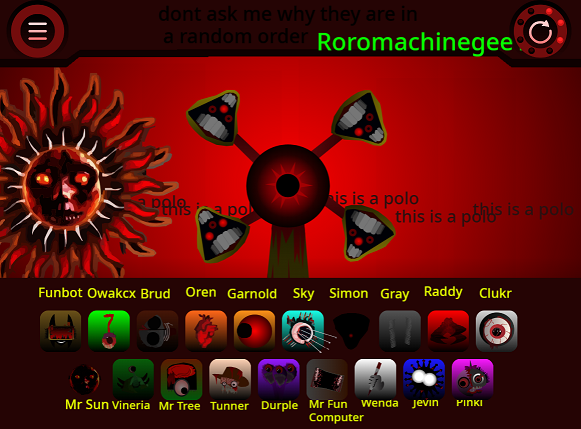 dont ask me why they are in
a random order
Roromachinegee
a polo
this is a polo
this is a polo
this is a polo
this is a polo
Funbot Owakcx Brud Oren Garnold Sky Simon Gray Raddy Clukr
Mr Sun Vineria Mr Tree Tunner Durple Mr Fun Computer Wenda Jevin Pinki